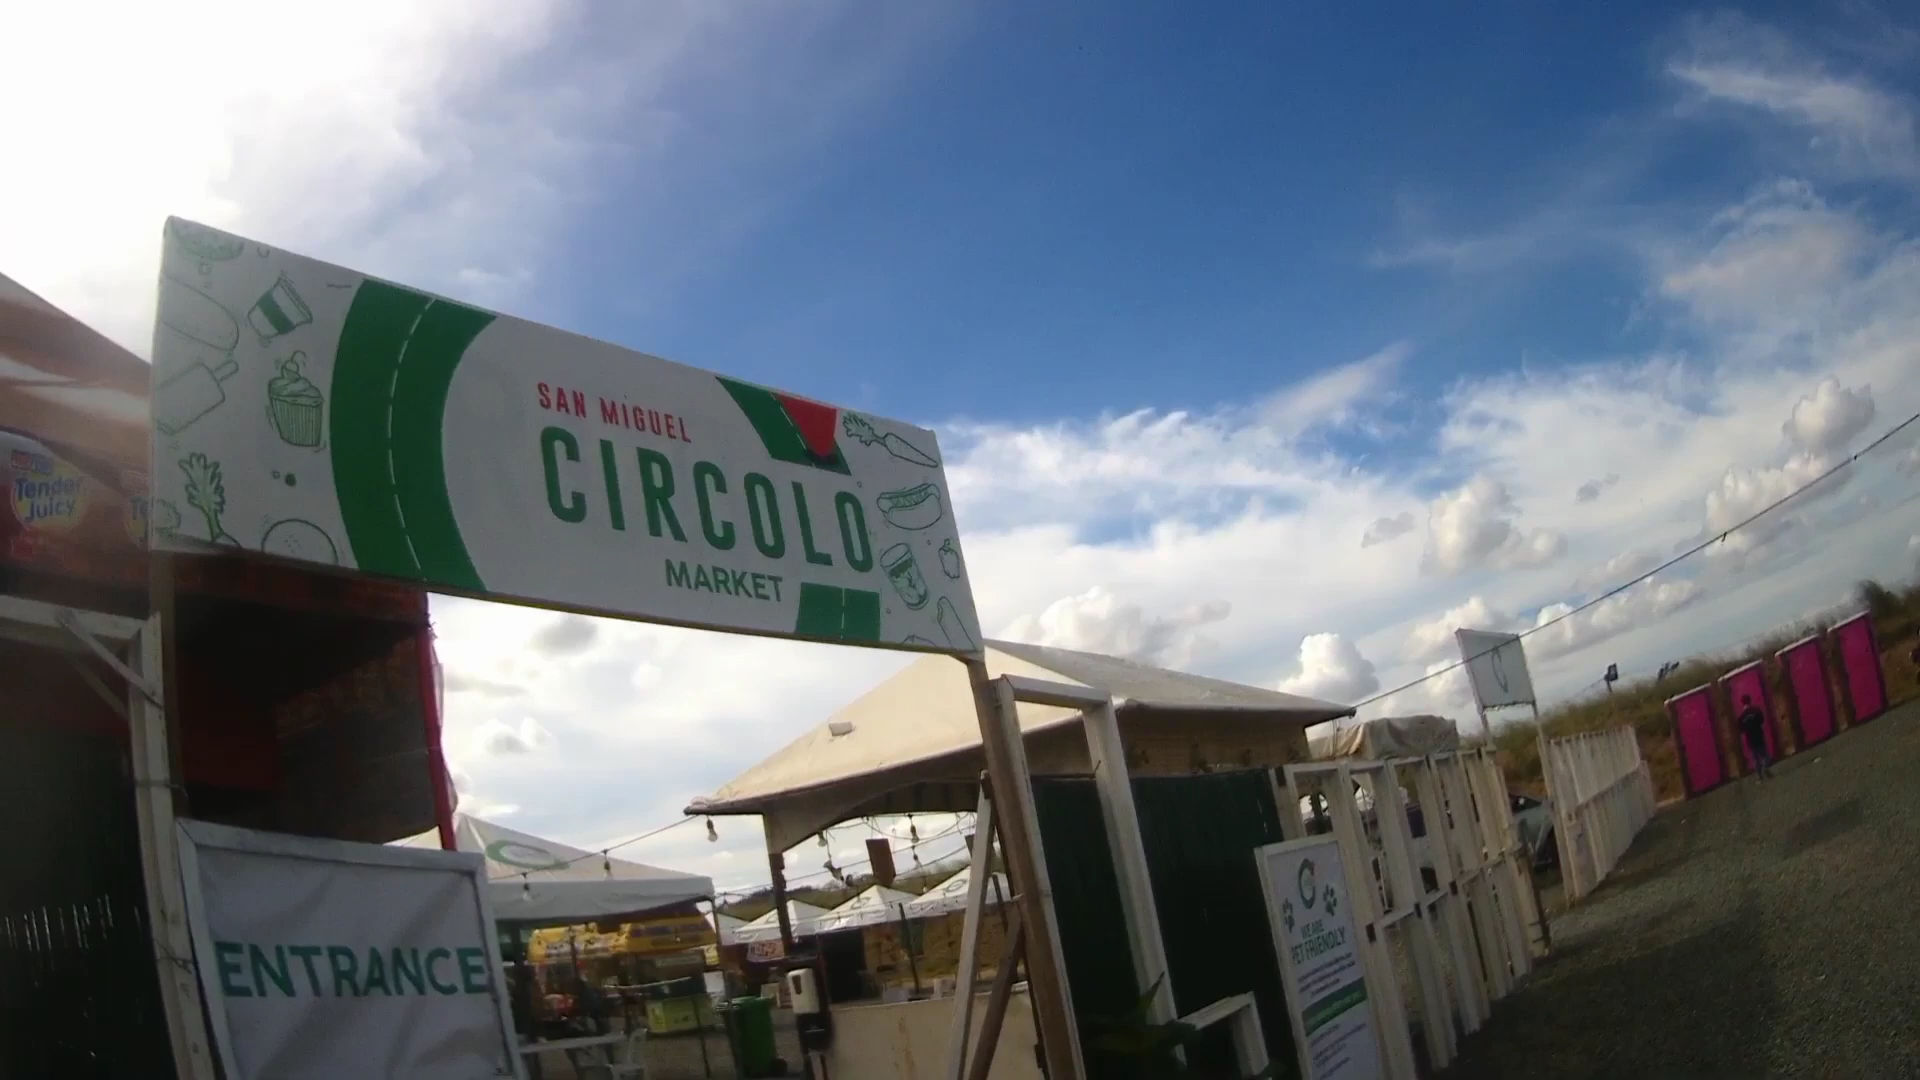 SAN MIGUEL
CIRCOLO
MARKET
Tender
Juicy
ENTRANCE
WE ARE
PET FRIENDLY